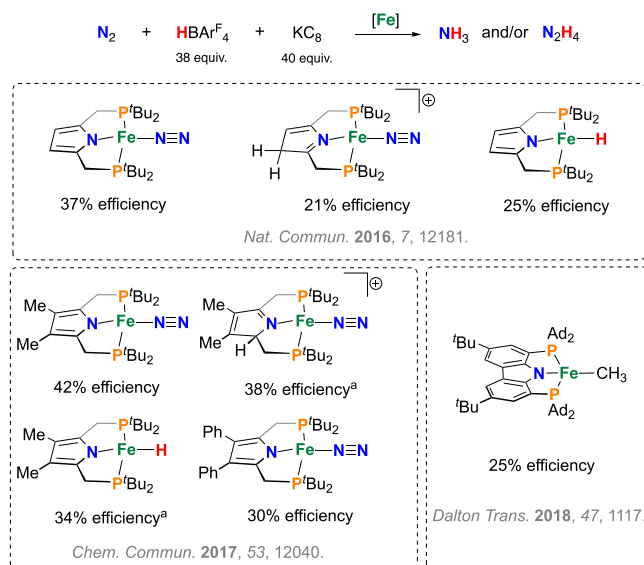 [Fe]
N2 + HBArF4 + KC8 NH3 and/or N2H4
38 equiv. 40 equiv.
PtBu2 N Fe N≡N PtBu2
37% efficiency
H H PtBu2 N Fe N≡N PtBu2 ⊕
21% efficiency
PtBu2 N Fe H PtBu2
25% efficiency
Nat. Commun. 2016, 7, 12181.
Me Me PtBu2 N Fe N≡N PtBu2
42% efficiency
Me Me H PtBu2 N Fe N≡N PtBu2 ⊕
38% efficiencya
Me Me PtBu2 N Fe H PtBu2
34% efficiencya
Ph Ph PtBu2 N Fe N≡N PtBu2
30% efficiency
Chem. Commun. 2017, 53, 12040.
tBu tBu Ad2 P N Fe CH3 P Ad2
25% efficiency
Dalton Trans. 2018, 47, 1117.